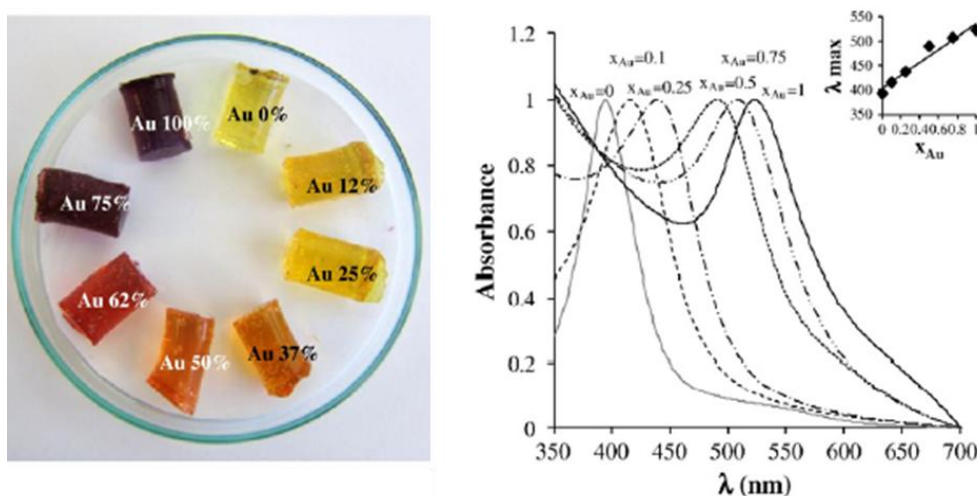 Au 100%
Au 0%
Au 12%
Au 25%
Au 37%
Au 50%
Au 62%
Au 75%
1.2
1
0.8
0.6
0.4
0.2
0
Absorbance
350 400 450 500 550 600 650 700
λ (nm)
xAu=0
xAu=0.1
xAu=0.25
xAu=0.5
xAu=0.75
xAu=1
550
500
450
400
350
λ max
0 0.20.40.60.8 1
xAu